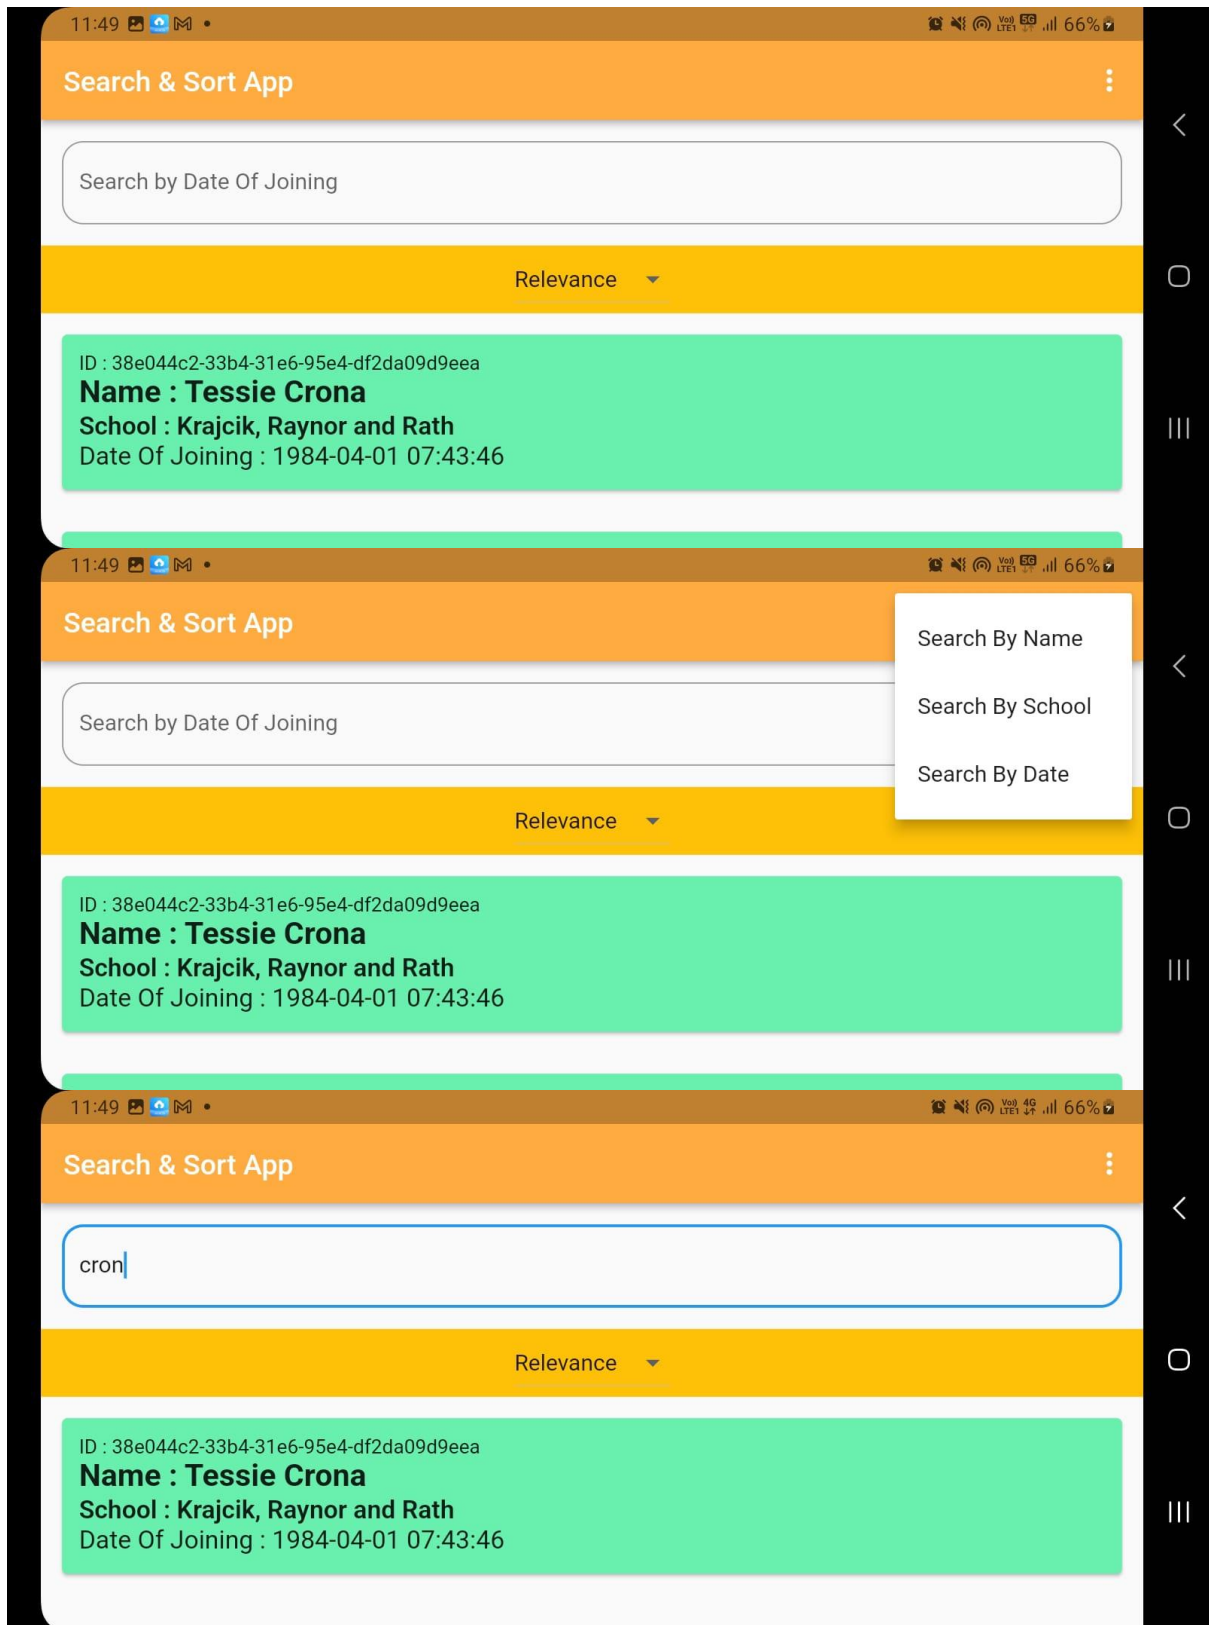 11:49
66%
Search & Sort App
Search by Date Of Joining
Relevance
ID : 38e044c2-33b4-31e6-95e4-df2da09d9eea
Name : Tessie Crona
School : Krajcik, Raynor and Rath
Date Of Joining : 1984-04-01 07:43:46
11:49
66%
Search & Sort App
Search By Name
Search By School
Search By Date
Search by Date Of Joining
Relevance
ID : 38e044c2-33b4-31e6-95e4-df2da09d9eea
Name : Tessie Crona
School : Krajcik, Raynor and Rath
Date Of Joining : 1984-04-01 07:43:46
11:49
66%
Search & Sort App
cron
Relevance
ID : 38e044c2-33b4-31e6-95e4-df2da09d9eea
Name : Tessie Crona
School : Krajcik, Raynor and Rath
Date Of Joining : 1984-04-01 07:43:46